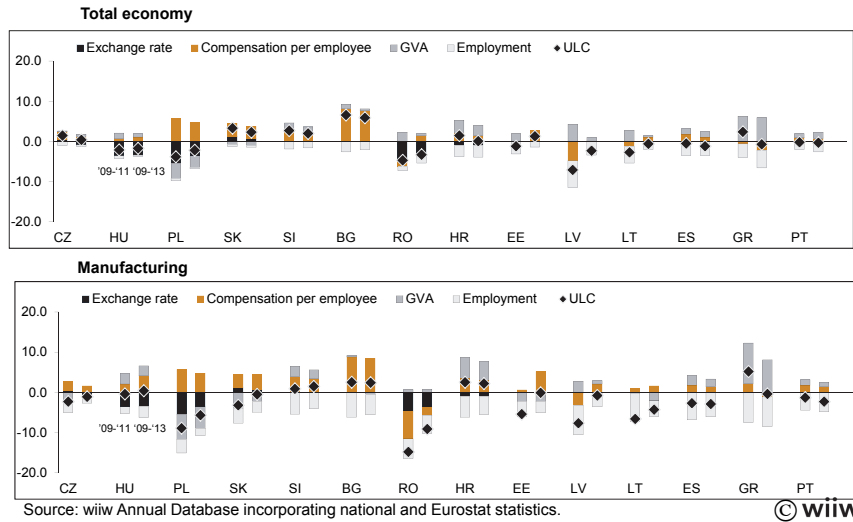 Total economy
Exchange rate Compensation per employee GVA Employment ULC
20.0
10.0
0.0
-10.0
-20.0
'09-'11 '09-'13
CZ HU PL SK SI BG RO HR EE LV LT ES GR PT
Manufacturing
Exchange rate Compensation per employee GVA Employment ULC
20.0
10.0
0.0
-10.0
-20.0
'09-'11 '09-'13
CZ HU PL SK SI BG RO HR EE LV LT ES GR PT
Source: wiiw Annual Database incorporating national and Eurostat statistics.
© wiiw